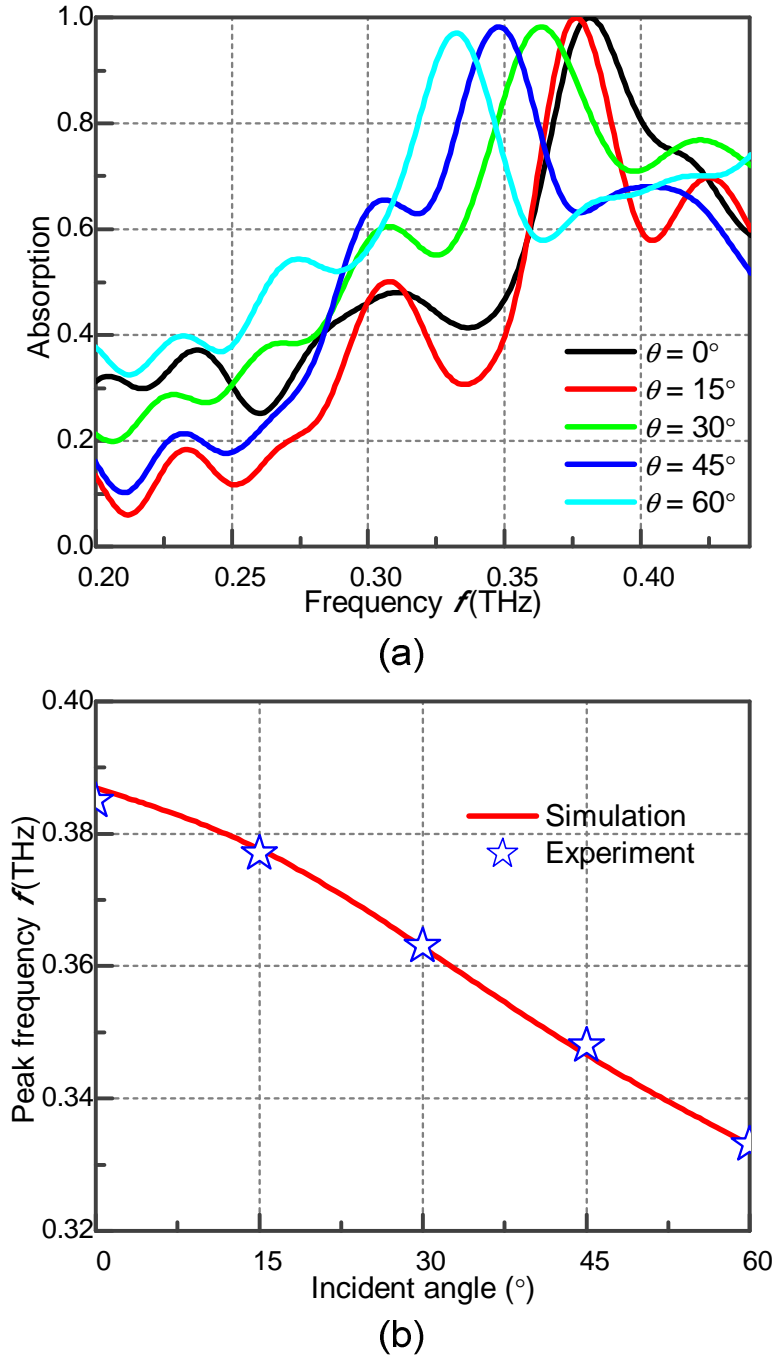 1.0
0.8
0.6
0.4
0.2
0.0
Absorption
θ = 0°
θ = 15°
θ = 30°
θ = 45°
θ = 60°
0.20 0.25 0.30 0.35 0.40
Frequency f(THz)
(a)
0.40
0.38
0.36
0.34
0.32
Peak frequency f(THz)
Simulation
Experiment
0 15 30 45 60
Incident angle (°)
(b)